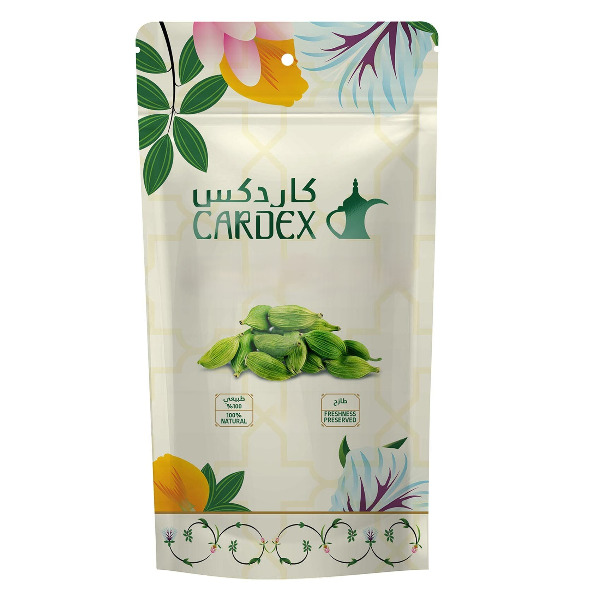 كاردكس
CARDEX
طبيعي
%100
100%
NATURAL
طازج
FRESHNESS
PRESERVED